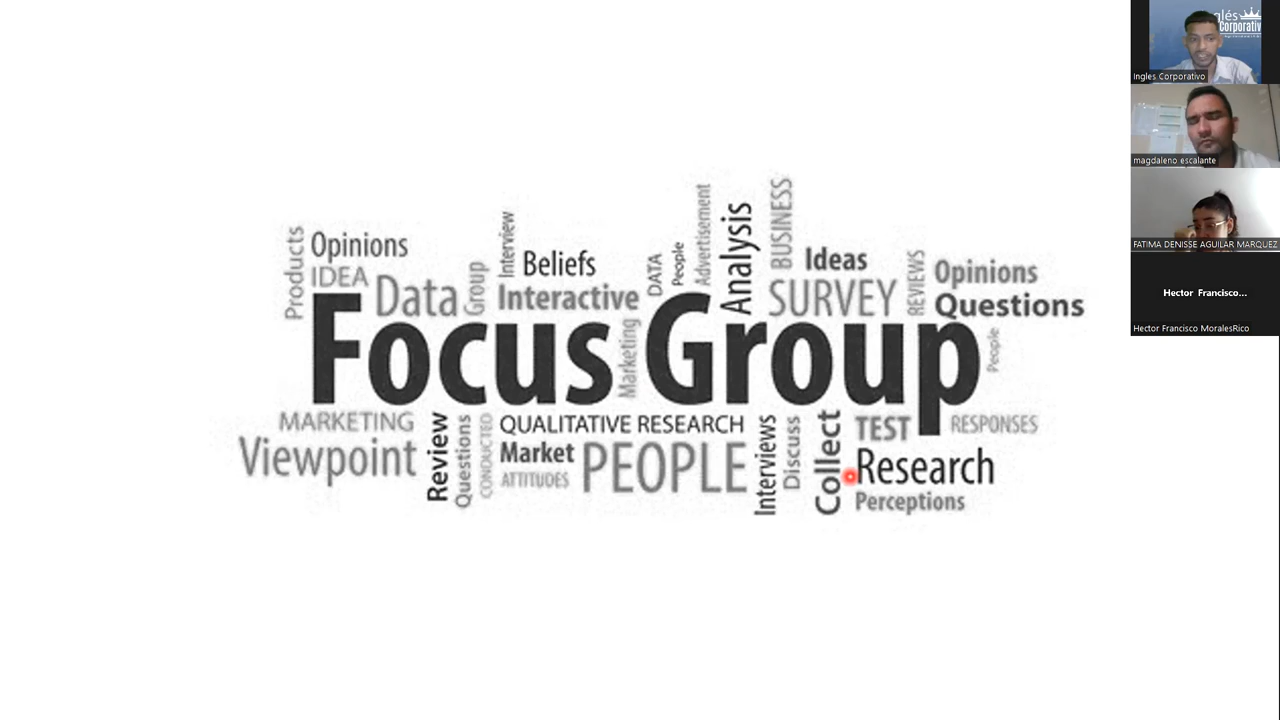 Products
Opinions
IDEA
Data
Group
Interview
Beliefs
Interactive
DATA
People
Advertisement
Analysis
BUSINESS
Ideas
SURVEY
REVIEWS
Opinions
Questions
Focus Group
Marketing
People
MARKETING
Viewpoint
Review
Questions
CONDUCTED
QUALITATIVE RESEARCH
Market
ATTITUDES
PEOPLE
Interviews
Discuss
Collect
TEST
RESPONSES
Research
Perceptions
glés
Corporativ
Ingles Corporativo
magdaleno escalante
FATIMA DENISSE AGUILAR MARQUEZ
Hector Francisco...
Hector Francisco MoralesRico